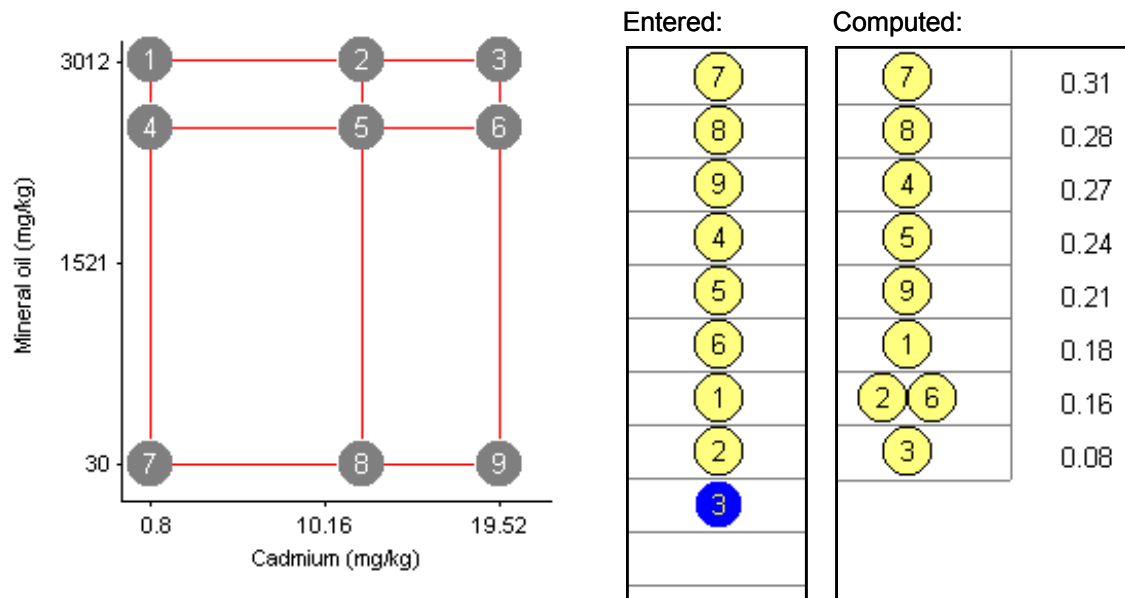 Entered:
Computed:
Mineral oil (mg/kg)
3012
1521
30
1 2 3
4 5 6
7 8 9
0.8 10.16 19.52
Cadmium (mg/kg)
7
8
9
4
5
6
1
2
3
7 0.31
8 0.28
4 0.27
5 0.24
9 0.21
1 0.18
2 6 0.16
3 0.08